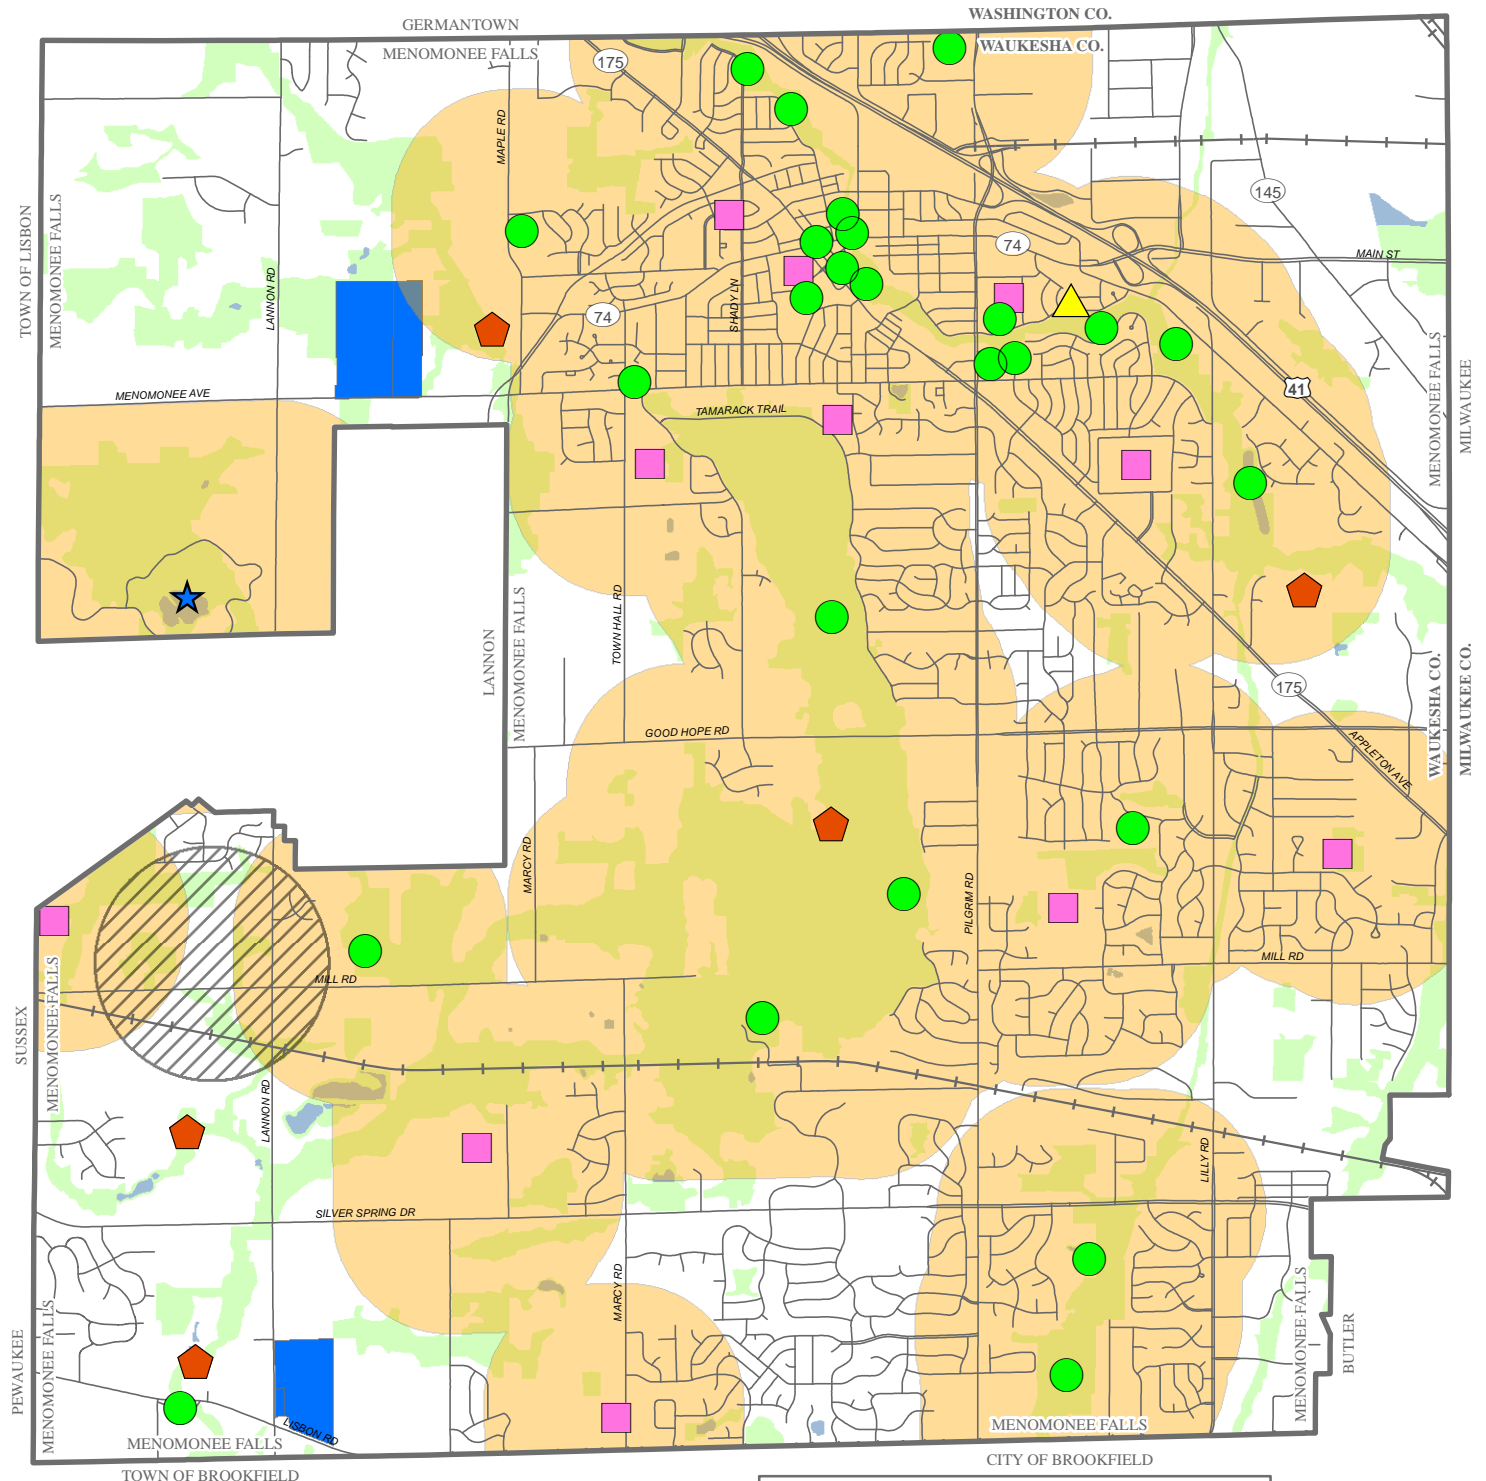 GERMANTOWN
WASHINGTON CO.
MENOMONEE FALLS
WAUKESHA CO.
175
MAPLE RD
145
TOWN OF LISBON
MENOMONEE FALLS
LANNON RD
74
MAIN ST
SHADY LN
74
MENOMONEE FALLS
MILWAUKEE
41
MENOMONEE AVE
TAMARACK TRAIL
TOWN HALL RD
LANNON
MENOMONEE FALLS
175
WAUKESHA CO.
MILWAUKEE CO.
GOOD HOPE RD
APPLETON AVE
MARCY RD
PILGRIM RD
MILL RD
MILL RD
SUSSEX
MENOMONEE FALLS
LANNON RD
LILLY RD
SILVER SPRING DR
MARCY RD
PEWAUKEE
MENOMONEE FALLS
MENOMONEE FALLS
BUTLER
LISBON RD
MENOMONEE FALLS
MENOMONEE FALLS
TOWN OF BROOKFIELD
CITY OF BROOKFIELD